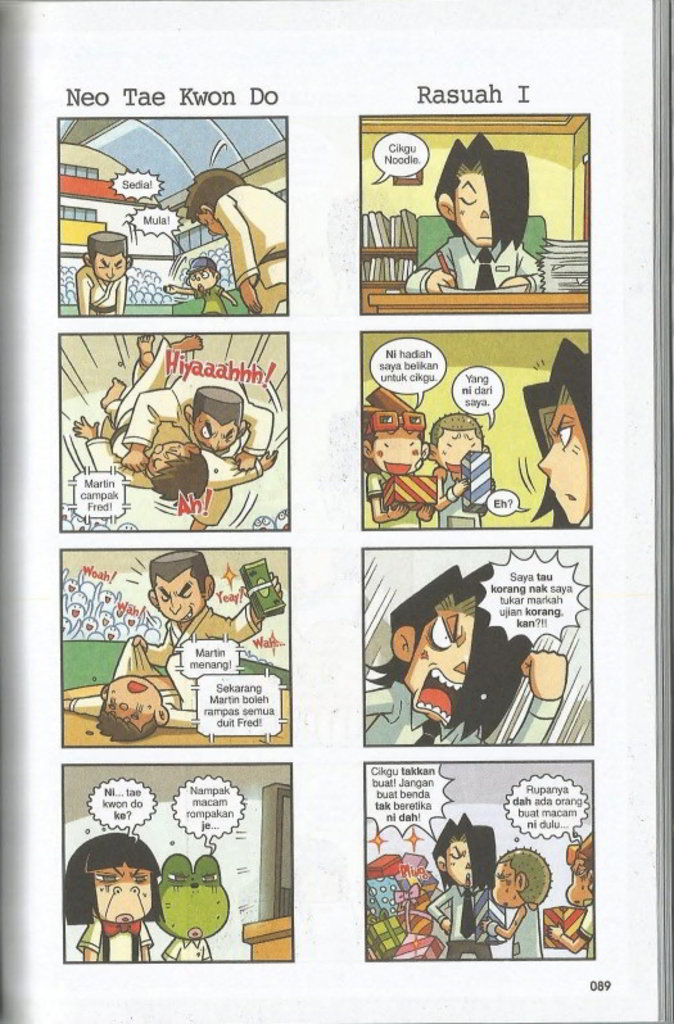 Neo Tae Kwon Do
Sedia!
Mula!
Hiyaaaahhh!
Martin
campak
Fred!
Ah!
Woah!
Wah!
Yeay!
Wah...
Martin
menang!
Sekarang
Martin boleh
rampas semua
duit Fred!
Ni... tae
kwon do
ke?
Nampak
macam
rompakan
je...
Rasuah I
Cikgu
Noodle.
Ni hadiah
saya belikan
untuk cikgu.
Yang
ni dari
saya.
Eh?
Saya tau
korang nak saya
tukar markah
ujian korang,
kan?!!
Cikgu takkan
buat! Jangan
buat benda
tak beretika
ni dah!
Rupanya
dah ada orang
buat macam
ni dulu...
Pling
089